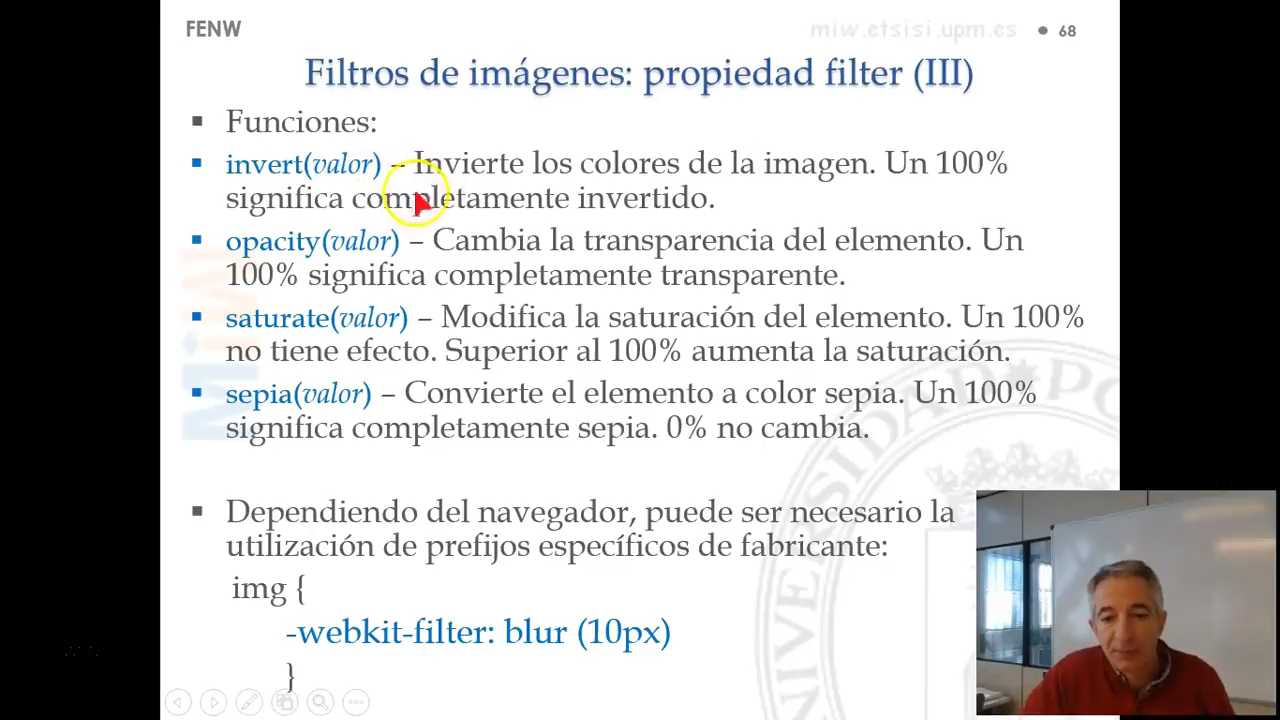 FENW
miw.etsisi.upm.es
68
Filtros de imágenes: propiedad filter (III)
Funciones:
invert(valor) – Invierte los colores de la imagen. Un 100%
significa completamente invertido.
opacity(valor) – Cambia la transparencia del elemento. Un
100% significa completamente transparente.
saturate(valor) – Modifica la saturación del elemento. Un 100%
no tiene efecto. Superior al 100% aumenta la saturación.
sepia(valor) – Convierte el elemento a color sepia. Un 100%
significa completamente sepia. 0% no cambia.
Dependiendo del navegador, puede ser necesario la
utilización de prefijos específicos de fabricante:
img {
-webkit-filter: blur (10px)
}